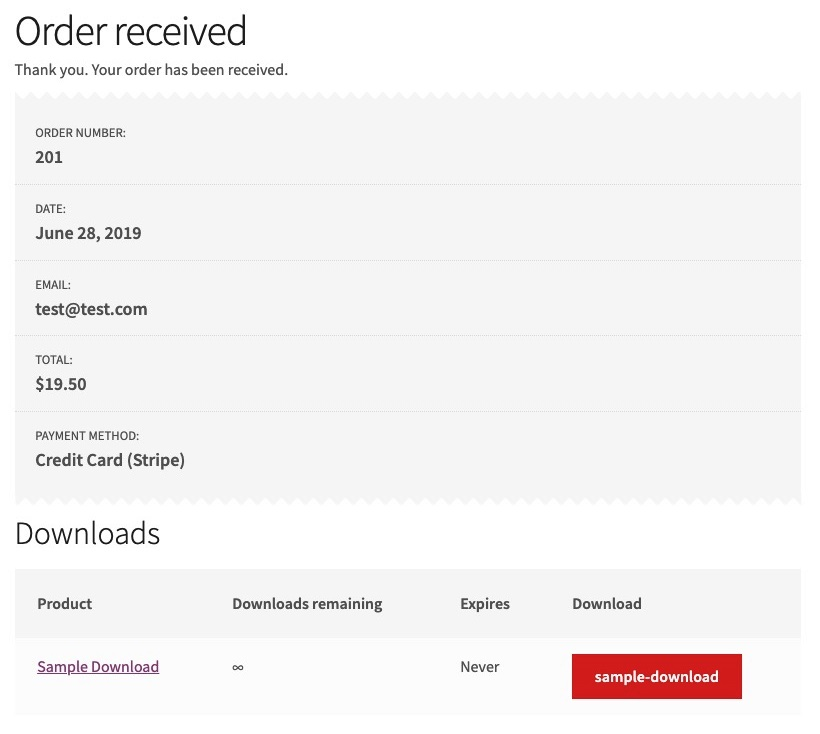 Order received
Thank you. Your order has been received.
ORDER NUMBER:
201
DATE:
June 28, 2019
EMAIL:
test@test.com
TOTAL:
$19.50
PAYMENT METHOD:
Credit Card (Stripe)
Downloads
Product Downloads remaining Expires Download
Sample Download ∞ Never sample-download